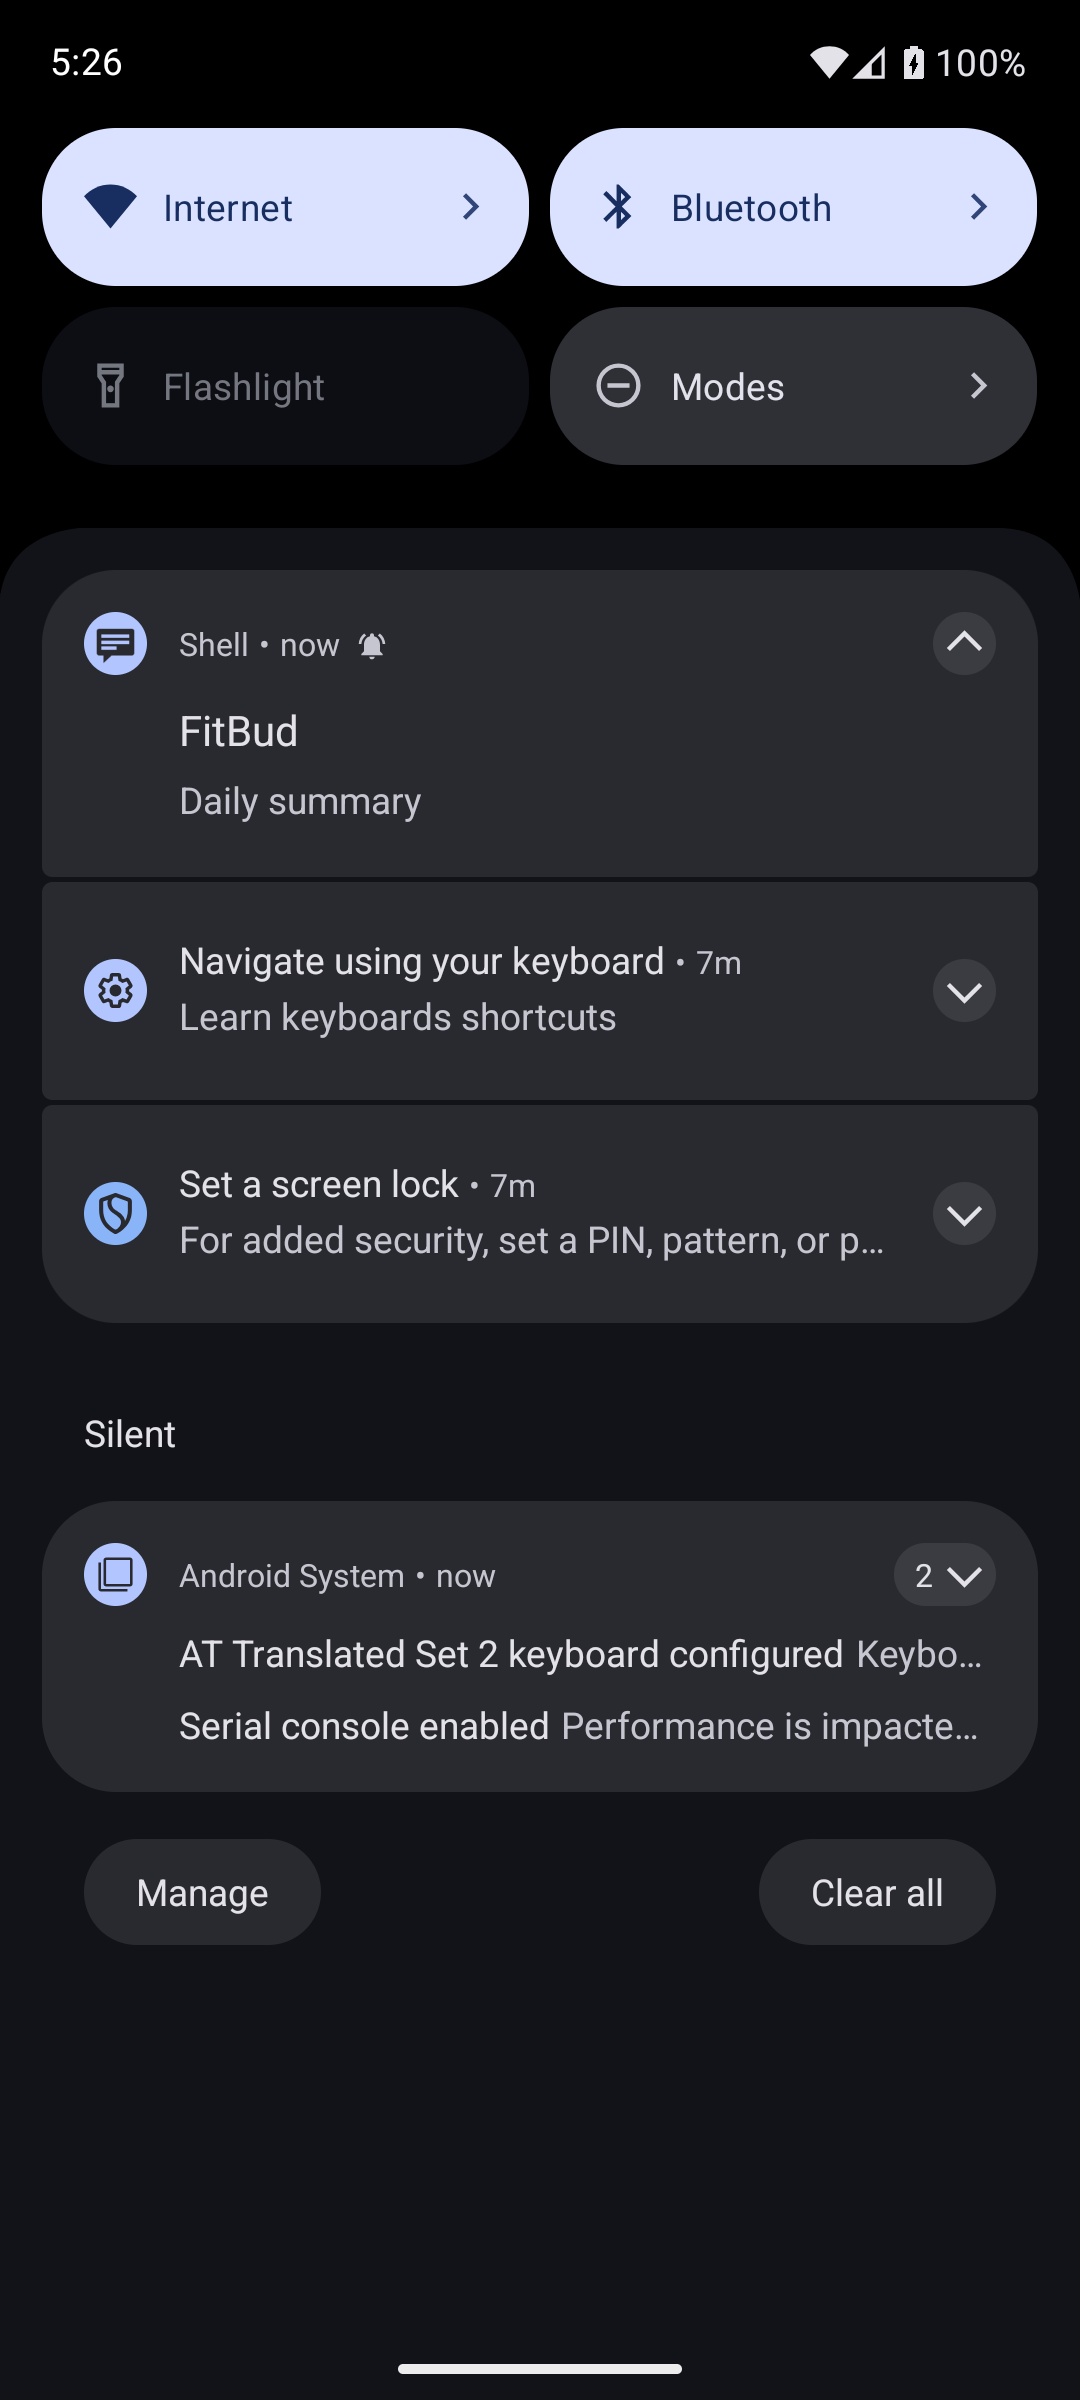 5:26
100%
Internet
Bluetooth
Flashlight
Modes
Shell • now
FitBud
Daily summary
Navigate using your keyboard • 7m
Learn keyboards shortcuts
Set a screen lock • 7m
For added security, set a PIN, pattern, or p…
Silent
Android System • now
2
AT Translated Set 2 keyboard configured Keybo…
Serial console enabled Performance is impacte…
Manage
Clear all